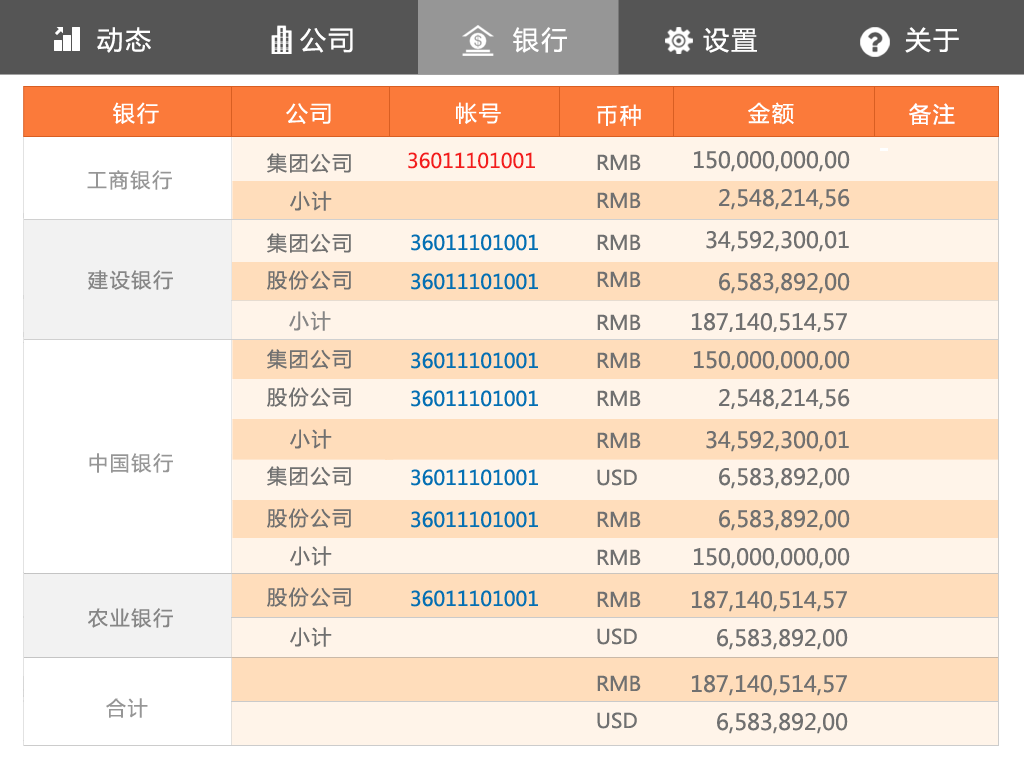 动态 公司 银行 设置 关于
银行 公司 帐号 币种 金额 备注
工商银行 集团公司 36011101001 RMB 150,000,000,00
小计 RMB 2,548,214,56
建设银行 集团公司 36011101001 RMB 34,592,300,01
股份公司 36011101001 RMB 6,583,892,00
小计 RMB 187,140,514,57
中国银行 集团公司 36011101001 RMB 150,000,000,00
股份公司 36011101001 RMB 2,548,214,56
小计 RMB 34,592,300,01
集团公司 36011101001 USD 6,583,892,00
股份公司 36011101001 RMB 6,583,892,00
小计 RMB 150,000,000,00
农业银行 股份公司 36011101001 RMB 187,140,514,57
小计 USD 6,583,892,00
合计 RMB 187,140,514,57
USD 6,583,892,00